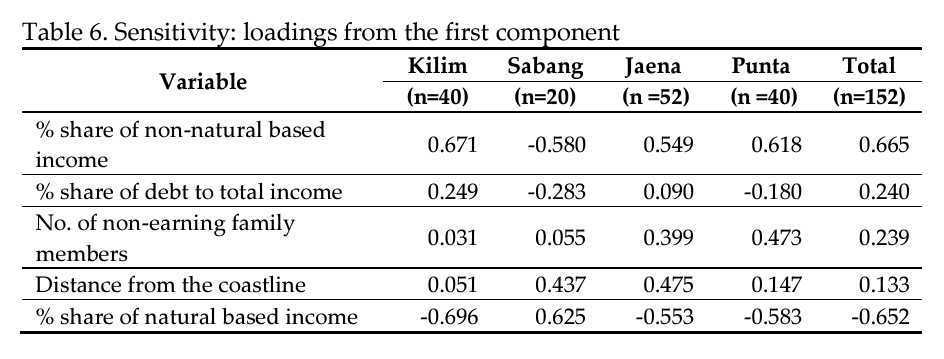 Table 6. Sensitivity: loadings from the first component
Variable Kilim Sabang Jaena Punta Total
(n=40) (n=20) (n =52) (n =40) (n=152)
% share of non-natural based income 0.671 -0.580 0.549 0.618 0.665
% share of debt to total income 0.249 -0.283 0.090 -0.180 0.240
No. of non-earning family members 0.031 0.055 0.399 0.473 0.239
Distance from the coastline 0.051 0.437 0.475 0.147 0.133
% share of natural based income -0.696 0.625 -0.553 -0.583 -0.652